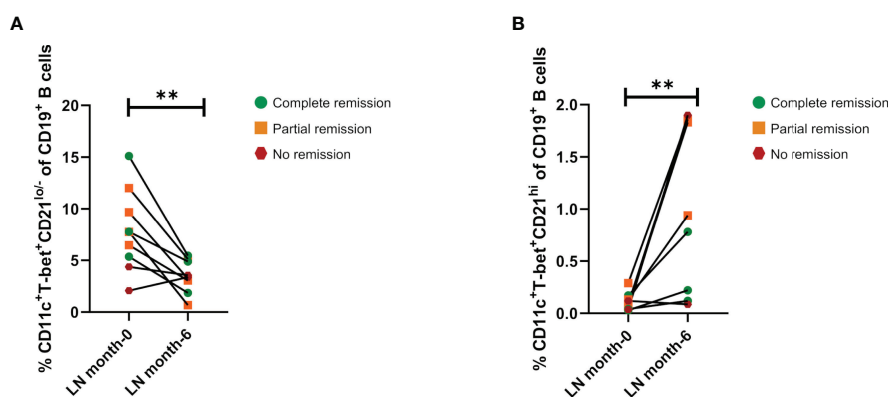 A
**
% CD11c⁺T-bet⁺CD21ˡᵒ/⁻ of CD19⁺ B cells
20
15
10
5
0
LN month-0
LN month-6
Complete remission
Partial remission
No remission
B
**
% CD11c⁺T-bet⁺CD21ʰⁱ of CD19⁺ B cells
2.0
1.5
1.0
0.5
0.0
LN month-0
LN month-6
Complete remission
Partial remission
No remission